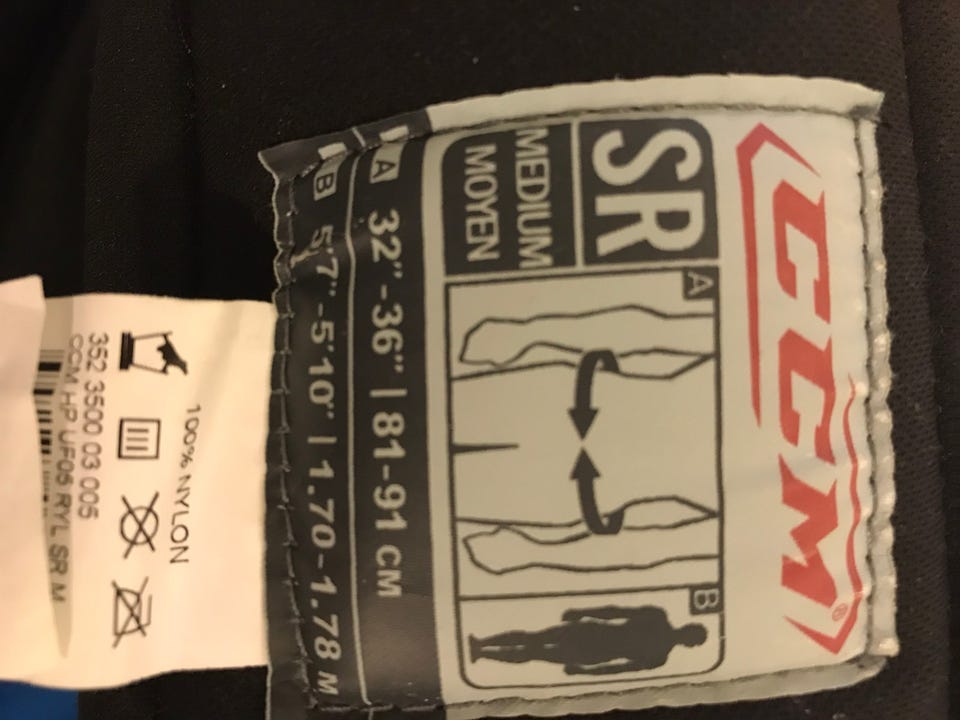 CCM®
SR
MEDIUM
MOYEN
A
B
A 32"-36" | 81-91 CM
B 5'7"-5'10" | 1.70-1.78 M
100% NYLON
352 3500 03 005
CCM HP UF05 RYL SR M